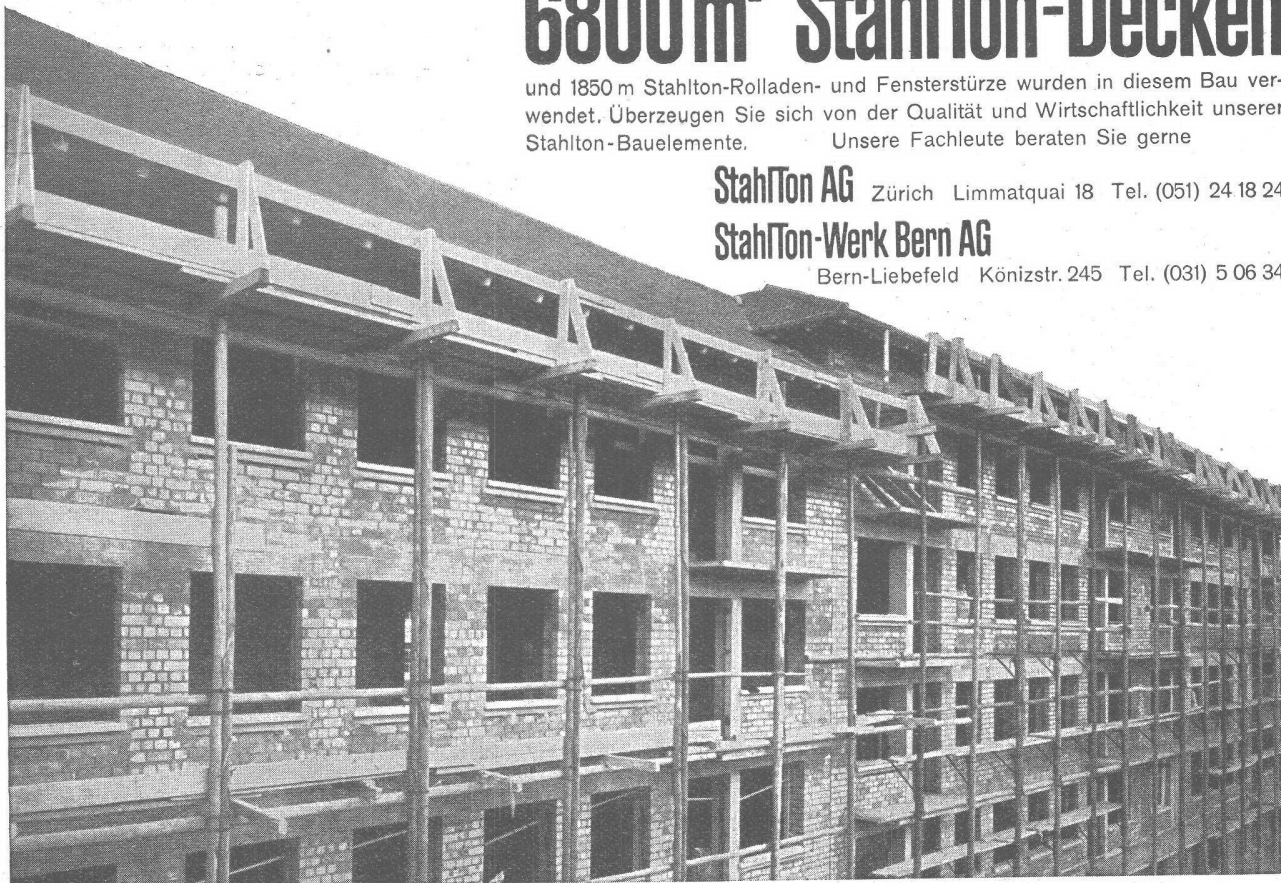 6800 m² Stahlton-Decken
und 1850 m Stahlton-Rolladen- und Fensterstürze wurden in diesem Bau ver-
wendet. Überzeugen Sie sich von der Qualität und Wirtschaftlichkeit unserer
Stahlton-Bauelemente. Unsere Fachleute beraten Sie gerne
Stahlton AG Zürich Limmatquai 18 Tel. (051) 24 18 24
Stahlton-Werk Bern AG
Bern-Liebefeld Könizstr. 245 Tel. (031) 5 06 34